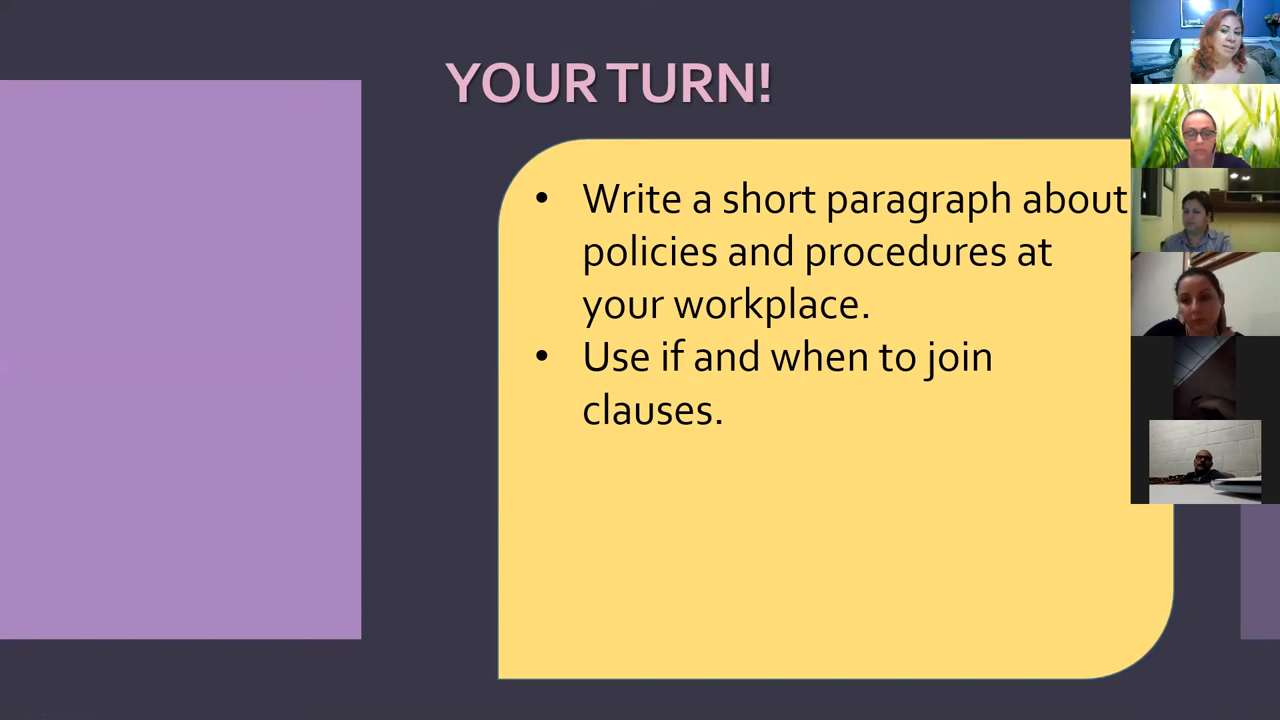 YOUR TURN!
• Write a short paragraph about
policies and procedures at
your workplace.
• Use if and when to join
clauses.